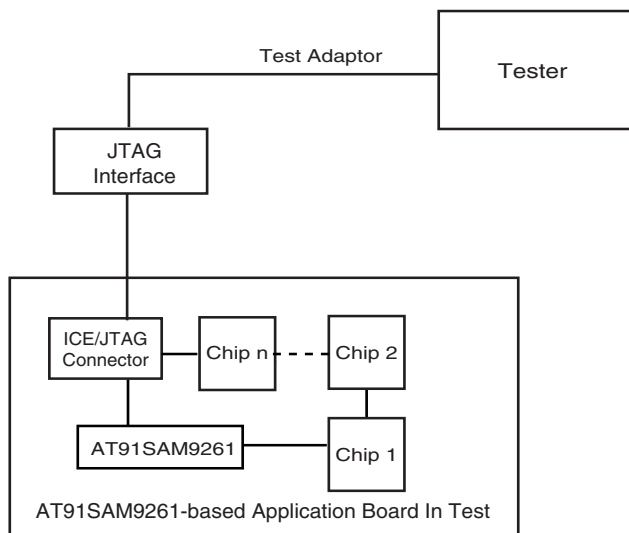 Test Adaptor
Tester
JTAG
Interface
ICE/JTAG
Connector
Chip n
Chip 2
AT91SAM9261
Chip 1
AT91SAM9261-based Application Board In Test